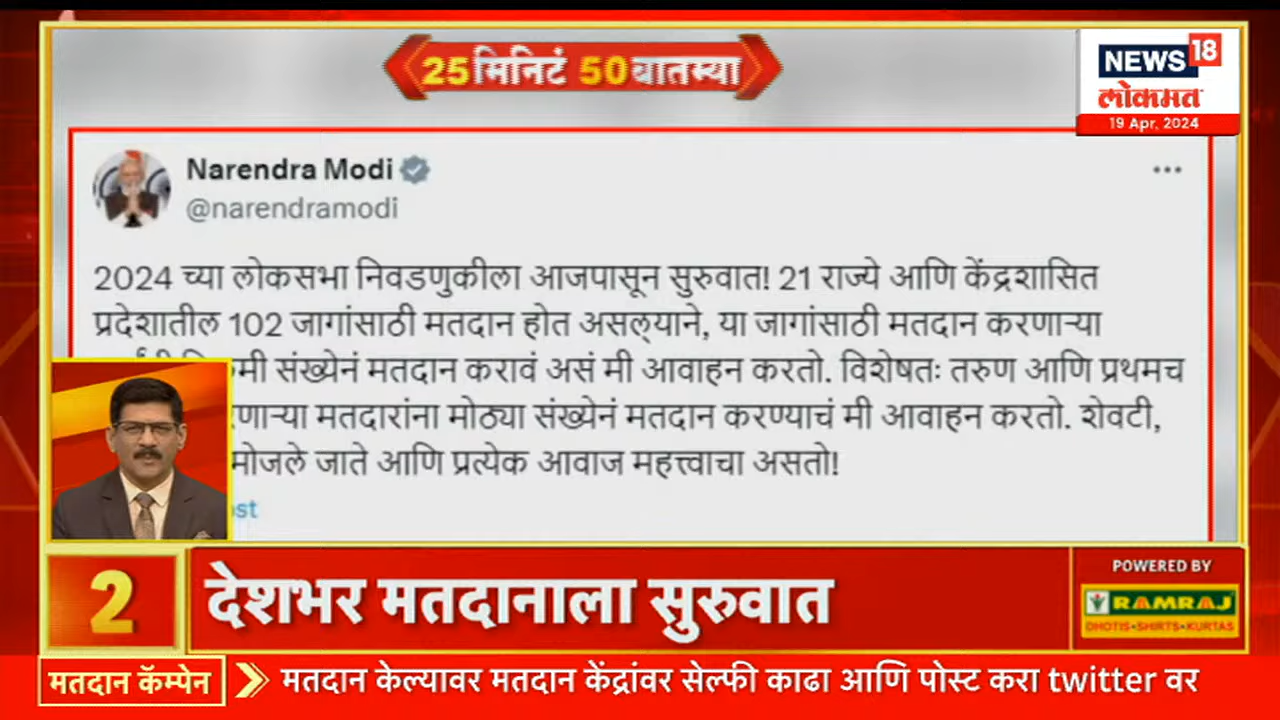 25 मिनिटं 50 बातम्या
NEWS 18
लोकमत
19 Apr, 2024
Narendra Modi
@narendramodi
2024 च्या लोकसभा निवडणुकीला आजपासून सुरुवात! 21 राज्ये आणि केंद्रशासित
प्रदेशातील 102 जागांसाठी मतदान होत असल्याने, या जागांसाठी मतदान करणाऱ्या
संख्येनं मतदान करावं असं मी आवाहन करतो. विशेषतः तरुण आणि प्रथमच
मतदारांना मोठ्या संख्येनं मतदान करण्याचं मी आवाहन करतो. शेवटी,
मोजले जाते आणि प्रत्येक आवाज महत्त्वाचा असतो!
2
देशभर मतदानाला सुरुवात
POWERED BY
RAMRAJ
DHOTIS•SHIRTS•KURTAS
मतदान कॅम्पेन
मतदान केल्यावर मतदान केंद्रांवर सेल्फी काढा आणि पोस्ट करा twitter वर